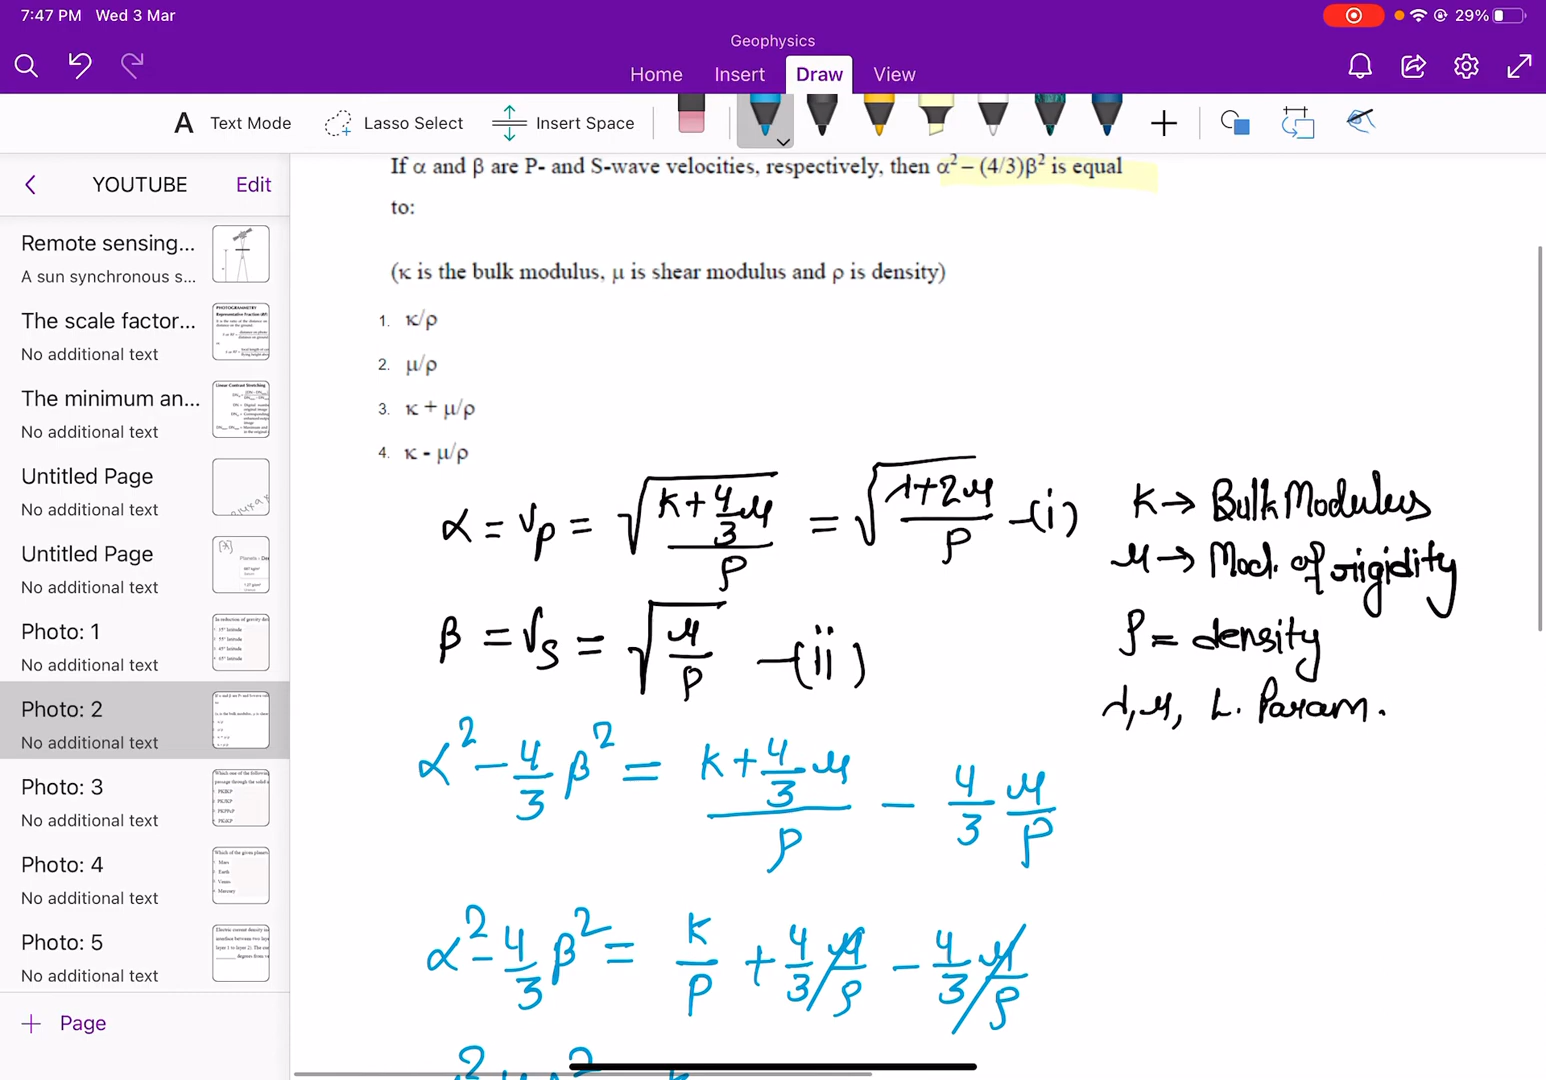 7:47 PM Wed 3 Mar
29%
Geophysics
Home Insert Draw View
Text Mode Lasso Select Insert Space
YOUTUBE Edit
Remote sensing...
A sun synchronous s...
The scale factor...
No additional text
The minimum an...
No additional text
Untitled Page
No additional text
Untitled Page
No additional text
Photo: 1
No additional text
Photo: 2
No additional text
Photo: 3
No additional text
Photo: 4
No additional text
Photo: 5
No additional text
+ Page
If α and β are P- and S-wave velocities, respectively, then α² – (4/3)β² is equal
to:
(κ is the bulk modulus, μ is shear modulus and ρ is density)
1. κ/ρ
2. μ/ρ
3. κ + μ/ρ
4. κ - μ/ρ
α = Vp = √((K + 4/3 μ)/ρ) = √((λ+2μ)/ρ) –(i)
β = Vs = √(μ/ρ) –(ii)
K → Bulk Modulus
μ → Mod. of rigidity
ρ = density
λ, μ, L. Param.
α² – 4/3 β² = (K + 4/3 μ)/ρ – 4/3 μ/ρ
α² – 4/3 β² = K/ρ + 4/3 μ/ρ – 4/3 μ/ρ